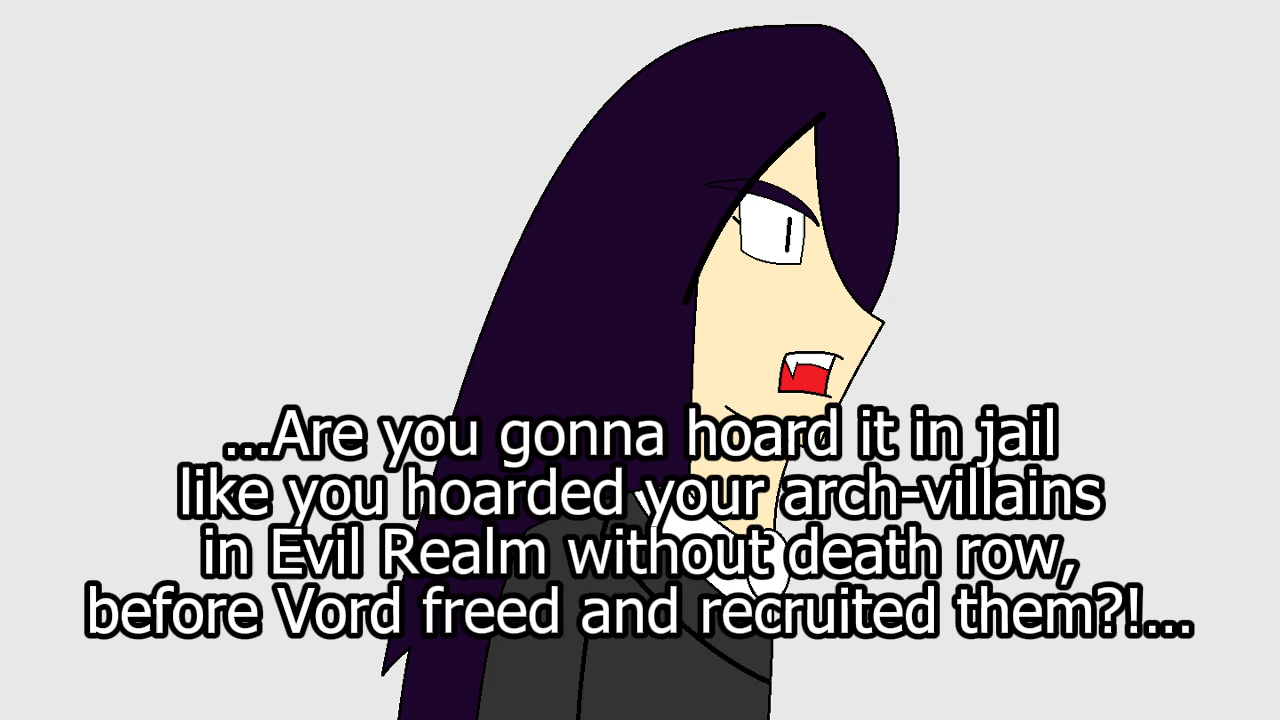 ...Are you gonna hoard it in jail
like you hoarded your arch-villains
in Evil Realm without death row,
before Vord freed and recruited them?!...